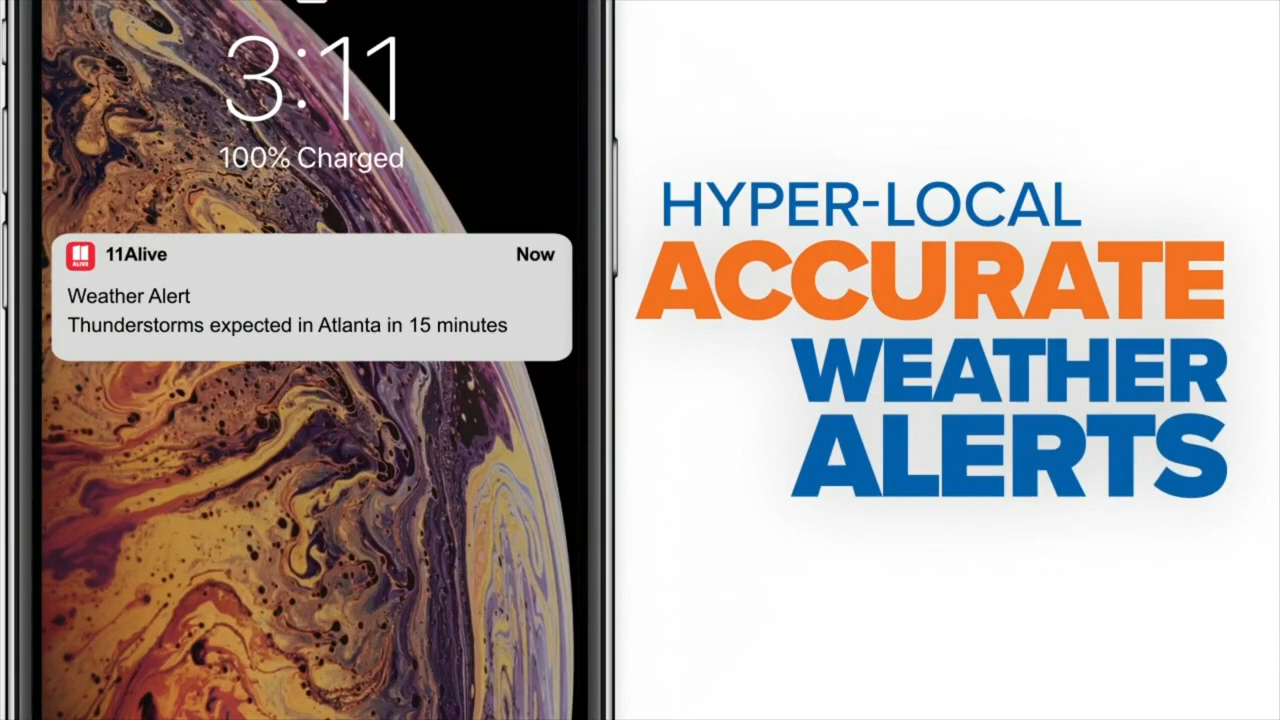 3:11
100% Charged
ALIVE
11Alive
Now
Weather Alert
Thunderstorms expected in Atlanta in 15 minutes
HYPER-LOCAL
ACCURATE
WEATHER
ALERTS